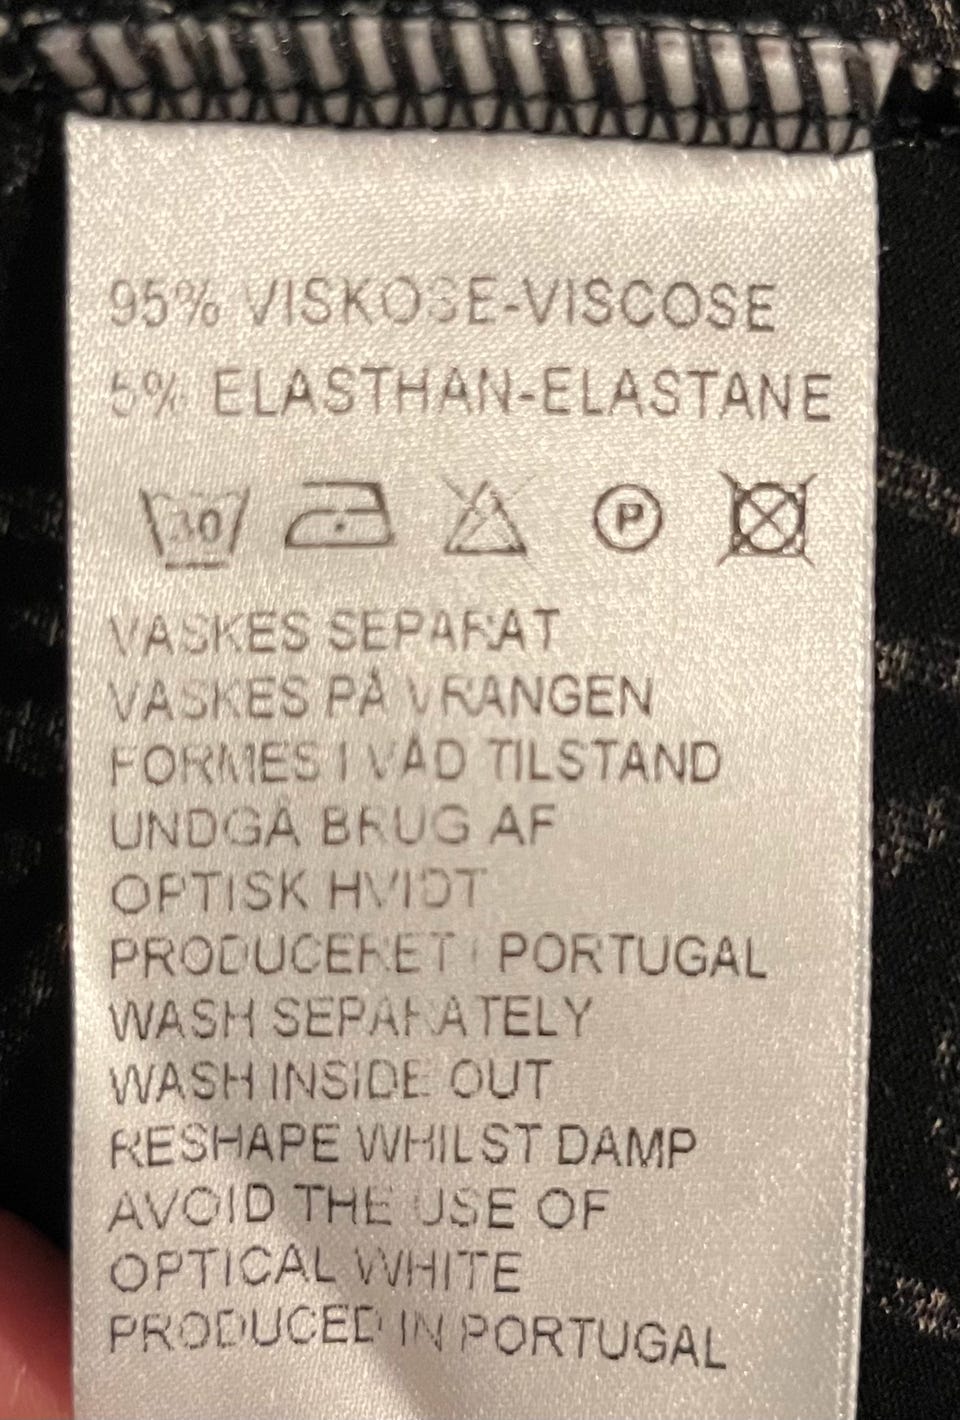 95% VISKOSE-VISCOSE
5% ELASTHAN-ELASTANE
30 P
VASKES SEPARAT
VASKES PÅ VRANGEN
FORMES I VÅD TILSTAND
UNDGÅ BRUG AF
OPTISK HVIDT
PRODUCERET I PORTUGAL
WASH SEPARATELY
WASH INSIDE OUT
RESHAPE WHILST DAMP
AVOID THE USE OF
OPTICAL WHITE
PRODUCED IN PORTUGAL